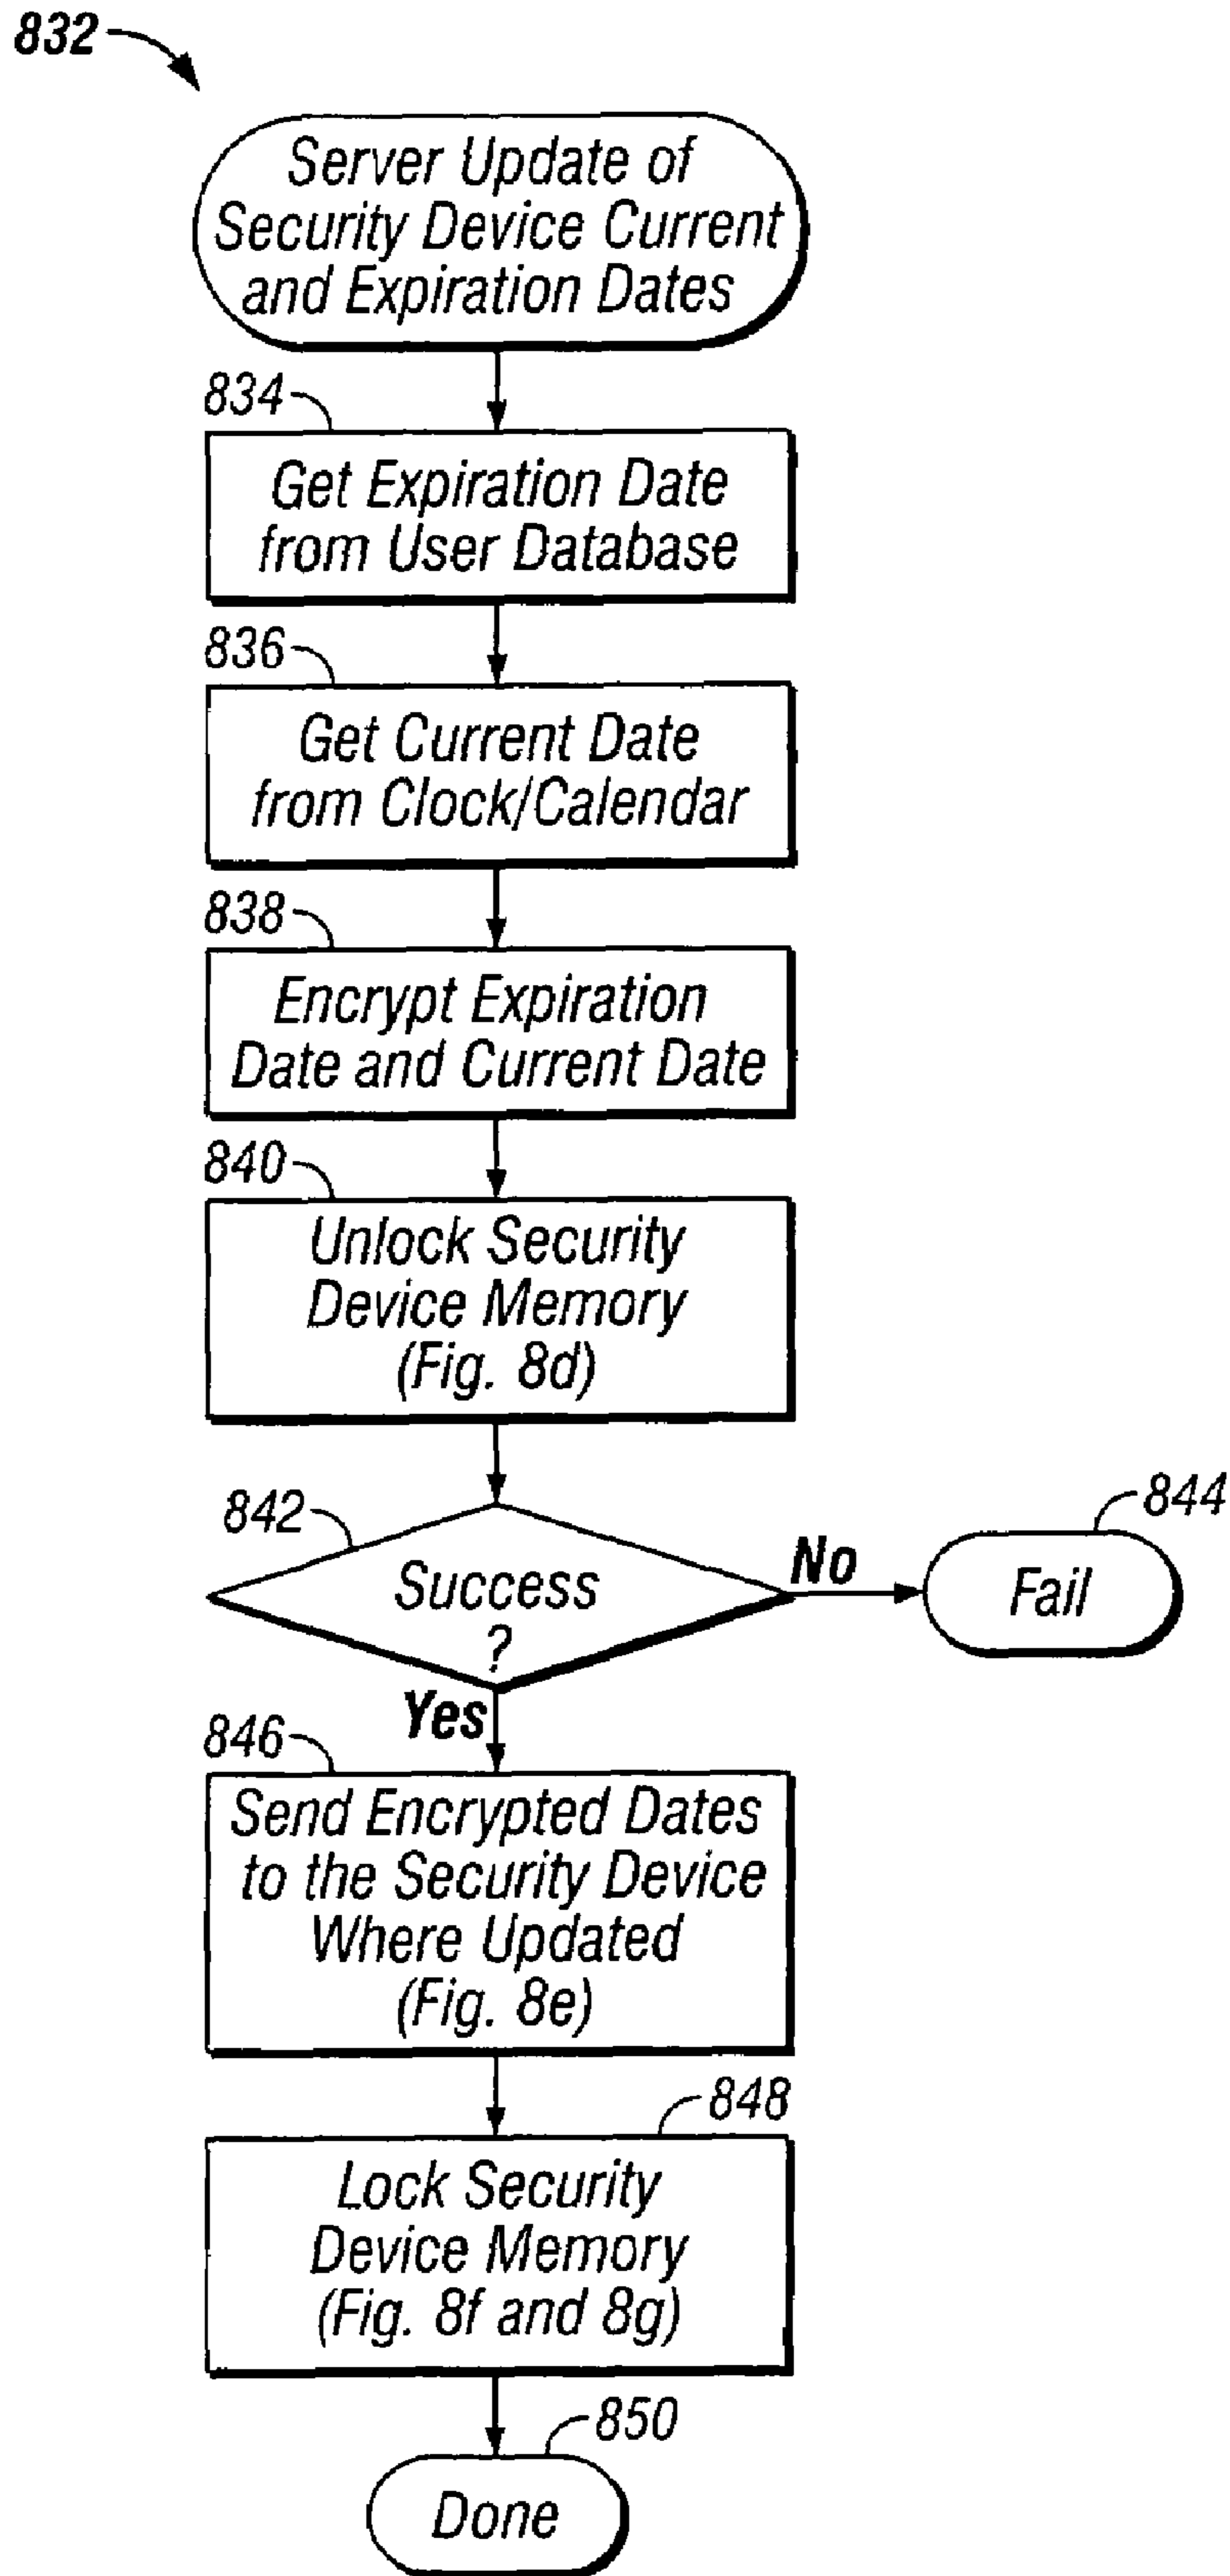 832
Server Update of
Security Device Current
and Expiration Dates
834
Get Expiration Date
from User Database
836
Get Current Date
from Clock/Calendar
838
Encrypt Expiration
Date and Current Date
840
Unlock Security
Device Memory
(Fig. 8d)
842
Success
?
No
844
Fail
Yes
846
Send Encrypted Dates
to the Security Device
Where Updated
(Fig. 8e)
848
Lock Security
Device Memory
(Fig. 8f and 8g)
850
Done